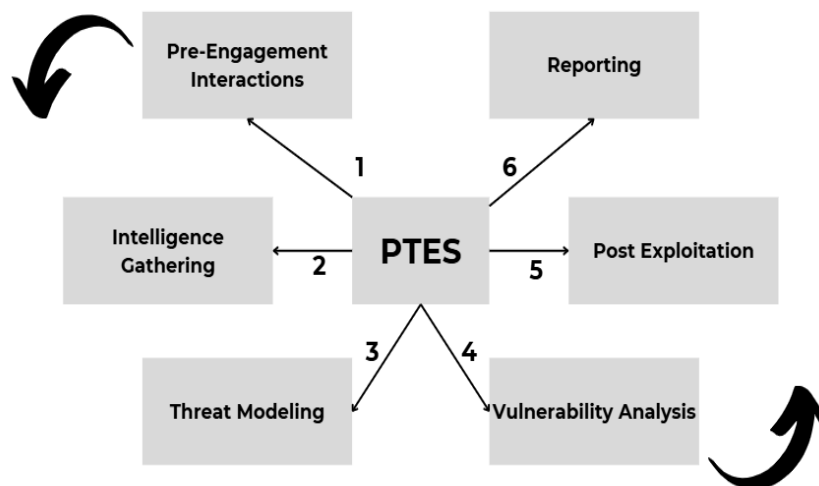 Pre-Engagement
Interactions
Reporting
1
6
Intelligence
Gathering
2
PTES
5
Post Exploitation
3
4
Threat Modeling
Vulnerability Analysis